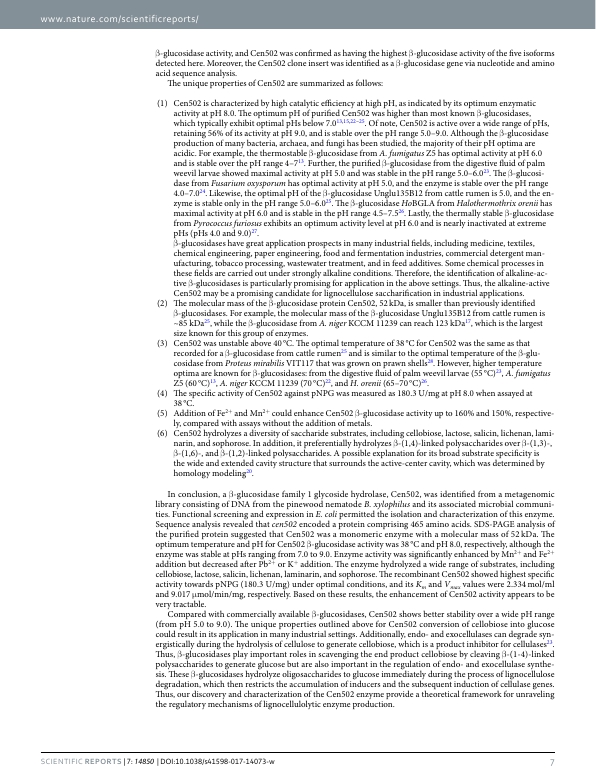 www.nature.com/scientificreports/
β-glucosidase activity, and Cen502 was confirmed as having the highest β-glucosidase activity of the five isoforms
detected here. Moreover, the Cen502 clone insert was identified as a β-glucosidase gene via nucleotide and amino
acid sequence analysis.
The unique properties of Cen502 are summarized as follows:
(1) Cen502 is characterized by high catalytic efficiency at high pH, as indicated by its optimum enzymatic
activity at pH 8.0. The optimum pH of purified Cen502 was higher than most known β-glucosidases,
which typically exhibit optimal pHs below 7.0¹³,¹⁵,²²⁻²⁵. Of note, Cen502 is active over a wide range of pHs,
retaining 56% of its activity at pH 9.0, and is stable over the pH range 5.0–9.0. Although the β-glucosidase
production of many bacteria, archaea, and fungi has been studied, the majority of their pH optima are
acidic. For example, the thermostable β-glucosidase from A. fumigatus Z5 has optimal activity at pH 6.0
and is stable over the pH range 4–7¹³. Further, the purified β-glucosidase from the digestive fluid of palm
weevil larvae showed maximal activity at pH 5.0 and was stable in the pH range 5.0–6.0²³. The β-glucosi-
dase from Fusarium oxysporum has optimal activity at pH 5.0, and the enzyme is stable over the pH range
4.0–7.0²⁴. Likewise, the optimal pH of the β-glucosidase Unglu135B12 from cattle rumen is 5.0, and the en-
zyme is stable only in the pH range 5.0–6.0²⁵. The β-glucosidase HoBGLA from Halothermothrix orenii has
maximal activity at pH 6.0 and is stable in the pH range 4.5–7.5²⁶. Lastly, the thermally stable β-glucosidase
from Pyrococcus furiosus exhibits an optimum activity level at pH 6.0 and is nearly inactivated at extreme
pHs (pHs 4.0 and 9.0)²⁷.
β-glucosidases have great application prospects in many industrial fields, including medicine, textiles,
chemical engineering, paper engineering, food and fermentation industries, commercial detergent man-
ufacturing, tobacco processing, wastewater treatment, and in feed additives. Some chemical processes in
these fields are carried out under strongly alkaline conditions. Therefore, the identification of alkaline-ac-
tive β-glucosidases is particularly promising for application in the above settings. Thus, the alkaline-active
Cen502 may be a promising candidate for lignocellulose saccharification in industrial applications.
(2) The molecular mass of the β-glucosidase protein Cen502, 52 kDa, is smaller than previously identified
β-glucosidases. For example, the molecular mass of the β-glucosidase Unglu135B12 from cattle rumen is
~85 kDa²⁵, while the β-glucosidase from A. niger KCCM 11239 can reach 123 kDa¹⁷, which is the largest
size known for this group of enzymes.
(3) Cen502 was unstable above 40 °C. The optimal temperature of 38 °C for Cen502 was the same as that
recorded for a β-glucosidase from cattle rumen²⁵ and is similar to the optimal temperature of the β-glu-
cosidase from Proteus mirabilis VIT117 that was grown on prawn shells²⁸. However, higher temperature
optima are known for β-glucosidases: from the digestive fluid of palm weevil larvae (55 °C)²³, A. fumigatus
Z5 (60 °C)¹³, A. niger KCCM 11239 (70 °C)²², and H. orenii (65–70 °C)²⁶.
(4) The specific activity of Cen502 against pNPG was measured as 180.3 U/mg at pH 8.0 when assayed at
38 °C.
(5) Addition of Fe²⁺ and Mn²⁺ could enhance Cen502 β-glucosidase activity up to 160% and 150%, respective-
ly, compared with assays without the addition of metals.
(6) Cen502 hydrolyzes a diversity of saccharide substrates, including cellobiose, lactose, salicin, lichenan, lami-
narin, and sophorose. In addition, it preferentially hydrolyzes β-(1,4)-linked polysaccharides over β-(1,3)-,
β-(1,6)-, and β-(1,2)-linked polysaccharides. A possible explanation for its broad substrate specificity is
the wide and extended cavity structure that surrounds the active-center cavity, which was determined by
homology modeling²⁰.
In conclusion, a β-glucosidase family 1 glycoside hydrolase, Cen502, was identified from a metagenomic
library consisting of DNA from the pinewood nematode B. xylophilus and its associated microbial communi-
ties. Functional screening and expression in E. coli permitted the isolation and characterization of this enzyme.
Sequence analysis revealed that cen502 encoded a protein comprising 465 amino acids. SDS-PAGE analysis of
the purified protein suggested that Cen502 was a monomeric enzyme with a molecular mass of 52 kDa. The
optimum temperature and pH for Cen502 β-glucosidase activity was 38 °C and pH 8.0, respectively, although the
enzyme was stable at pHs ranging from 7.0 to 9.0. Enzyme activity was significantly enhanced by Mn²⁺ and Fe²⁺
addition but decreased after Pb²⁺ or K⁺ addition. The enzyme hydrolyzed a wide range of substrates, including
cellobiose, lactose, salicin, lichenan, laminarin, and sophorose. The recombinant Cen502 showed highest specific
activity towards pNPG (180.3 U/mg) under optimal conditions, and its Km and Vmax values were 2.334 mol/ml
and 9.017 μmol/min/mg, respectively. Based on these results, the enhancement of Cen502 activity appears to be
very tractable.
Compared with commercially available β-glucosidases, Cen502 shows better stability over a wide pH range
(from pH 5.0 to 9.0). The unique properties outlined above for Cen502 conversion of cellobiose into glucose
could result in its application in many industrial settings. Additionally, endo- and exocellulases can degrade syn-
ergistically during the hydrolysis of cellulose to generate cellobiose, which is a product inhibitor for cellulases²³.
Thus, β-glucosidases play important roles in scavenging the end product cellobiose by cleaving β-(1-4)-linked
polysaccharides to generate glucose but are also important in the regulation of endo- and exocellulase synthe-
sis. These β-glucosidases hydrolyze oligosaccharides to glucose immediately during the process of lignocellulose
degradation, which then restricts the accumulation of inducers and the subsequent induction of cellulase genes.
Thus, our discovery and characterization of the Cen502 enzyme provide a theoretical framework for unraveling
the regulatory mechanisms of lignocellulolytic enzyme production.
SCIENTIFIC REPORTS | 7: 14850 | DOI:10.1038/s41598-017-14073-w
7